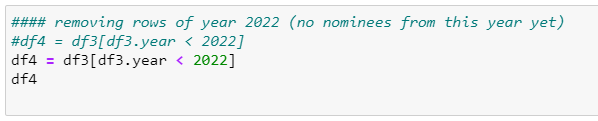 #### removing rows of year 2022 (no nominees from this year yet)
#df4 = df3[df3.year < 2022]
df4 = df3[df3.year < 2022]
df4